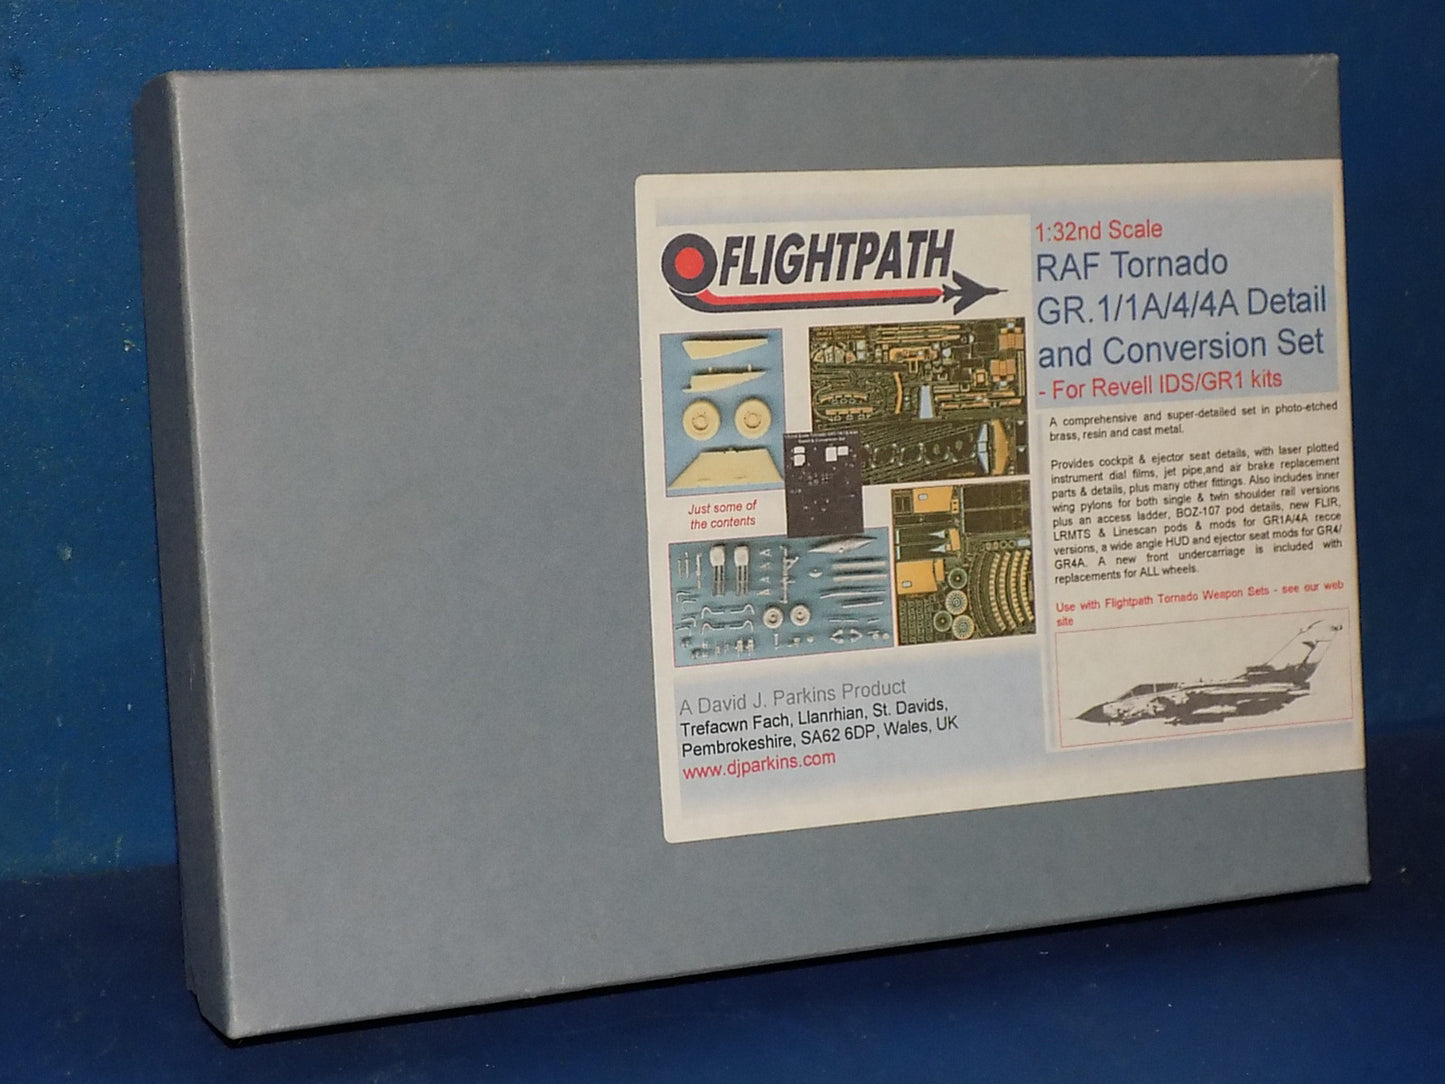 FLIGHTPATH
1:32nd Scale
RAF Tornado
GR.1/1A/4/4A Detail
and Conversion Set
- For Revell IDS/GR1 kits
A comprehensive and super-detailed set in photo-etched
brass, resin and cast metal.
Provides cockpit & ejector seat details, with laser plotted
instrument dial films, jet pipe,and air brake replacement
parts & details, plus many other fittings. Also includes inner
wing pylons for both single & twin shoulder rail versions
plus an access ladder, BOZ-107 pod details, new FLIR,
LRMTS & Linescan pods & mods for GR1A/4A recce
versions, a wide angle HUD and ejector seat mods for GR4/
GR4A. A new front undercarriage is included with
replacements for ALL wheels.
Use with Flightpath Tornado Weapon Sets - see our web
site
Just some of
the contents
A David J. Parkins Product
Trefacwn Fach, Llanrhian, St. Davids,
Pembrokeshire, SA62 6DP, Wales, UK
www.djparkins.com